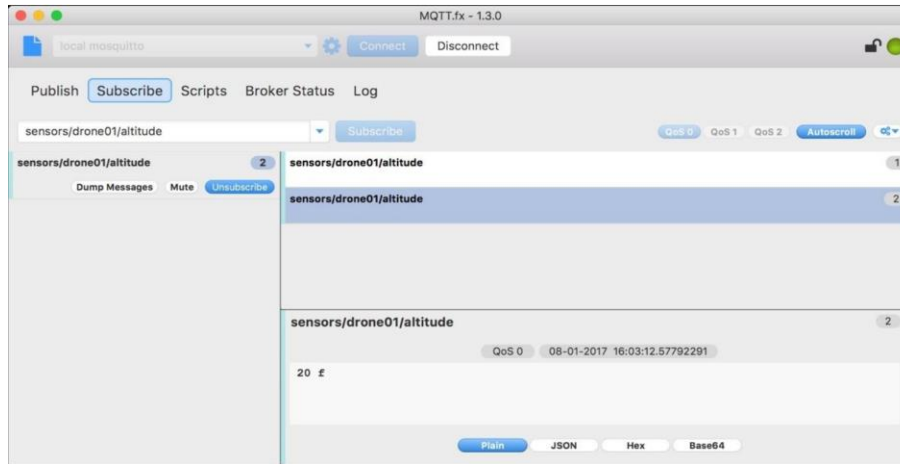 MQTT.fx - 1.3.0
local mosquitto Connect Disconnect
Publish Subscribe Scripts Broker Status Log
sensors/drone01/altitude Subscribe QoS 0 QoS 1 QoS 2 Autoscroll
sensors/drone01/altitude 2
Dump Messages Mute Unsubscribe
sensors/drone01/altitude 1
sensors/drone01/altitude 2
sensors/drone01/altitude 2
QoS 0 08-01-2017 16:03:12.57792291
20 f
Plain JSON Hex Base64